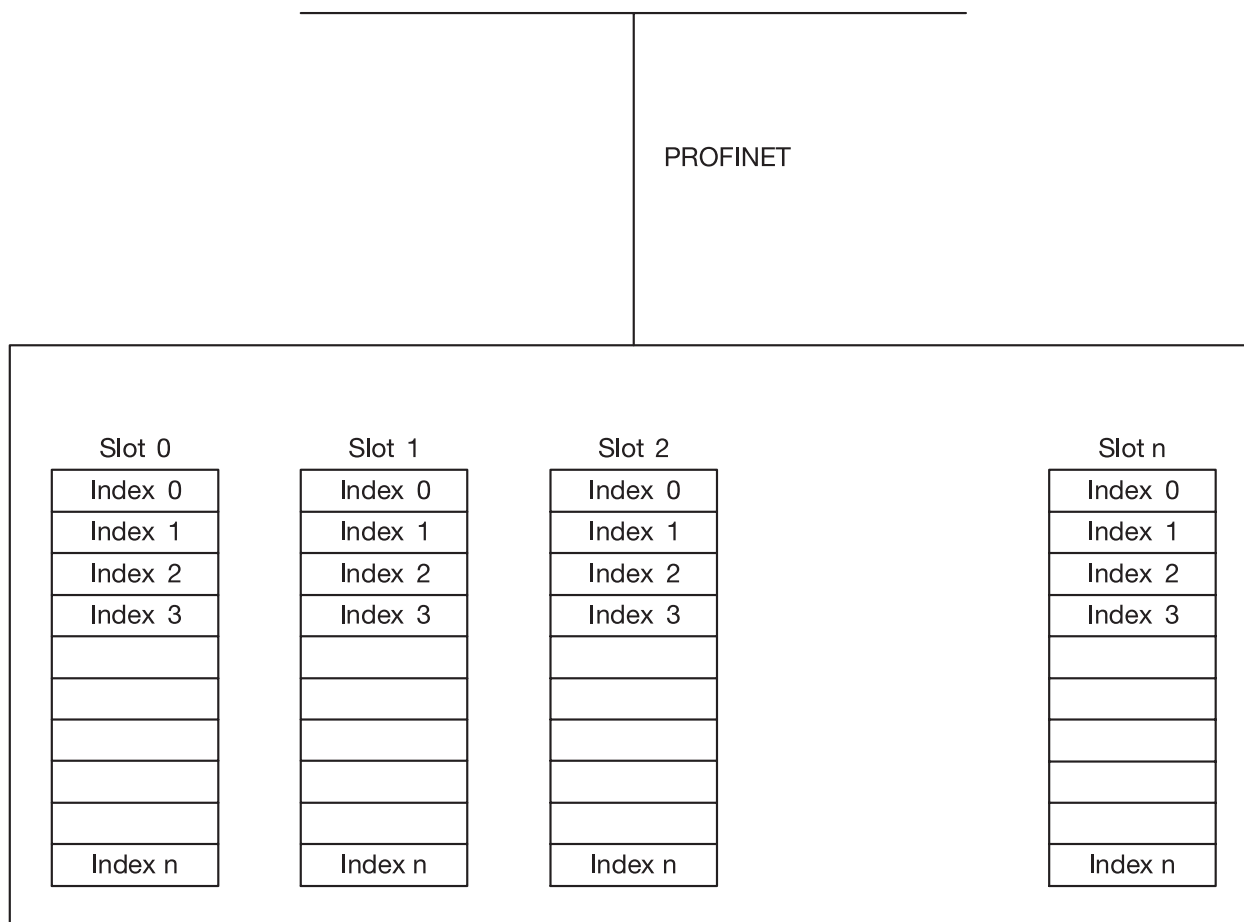 PROFINET
Slot 0 Slot 1 Slot 2 Slot n
Index 0 Index 0 Index 0 Index 0
Index 1 Index 1 Index 1 Index 1
Index 2 Index 2 Index 2 Index 2
Index 3 Index 3 Index 3 Index 3
Index n Index n Index n Index n